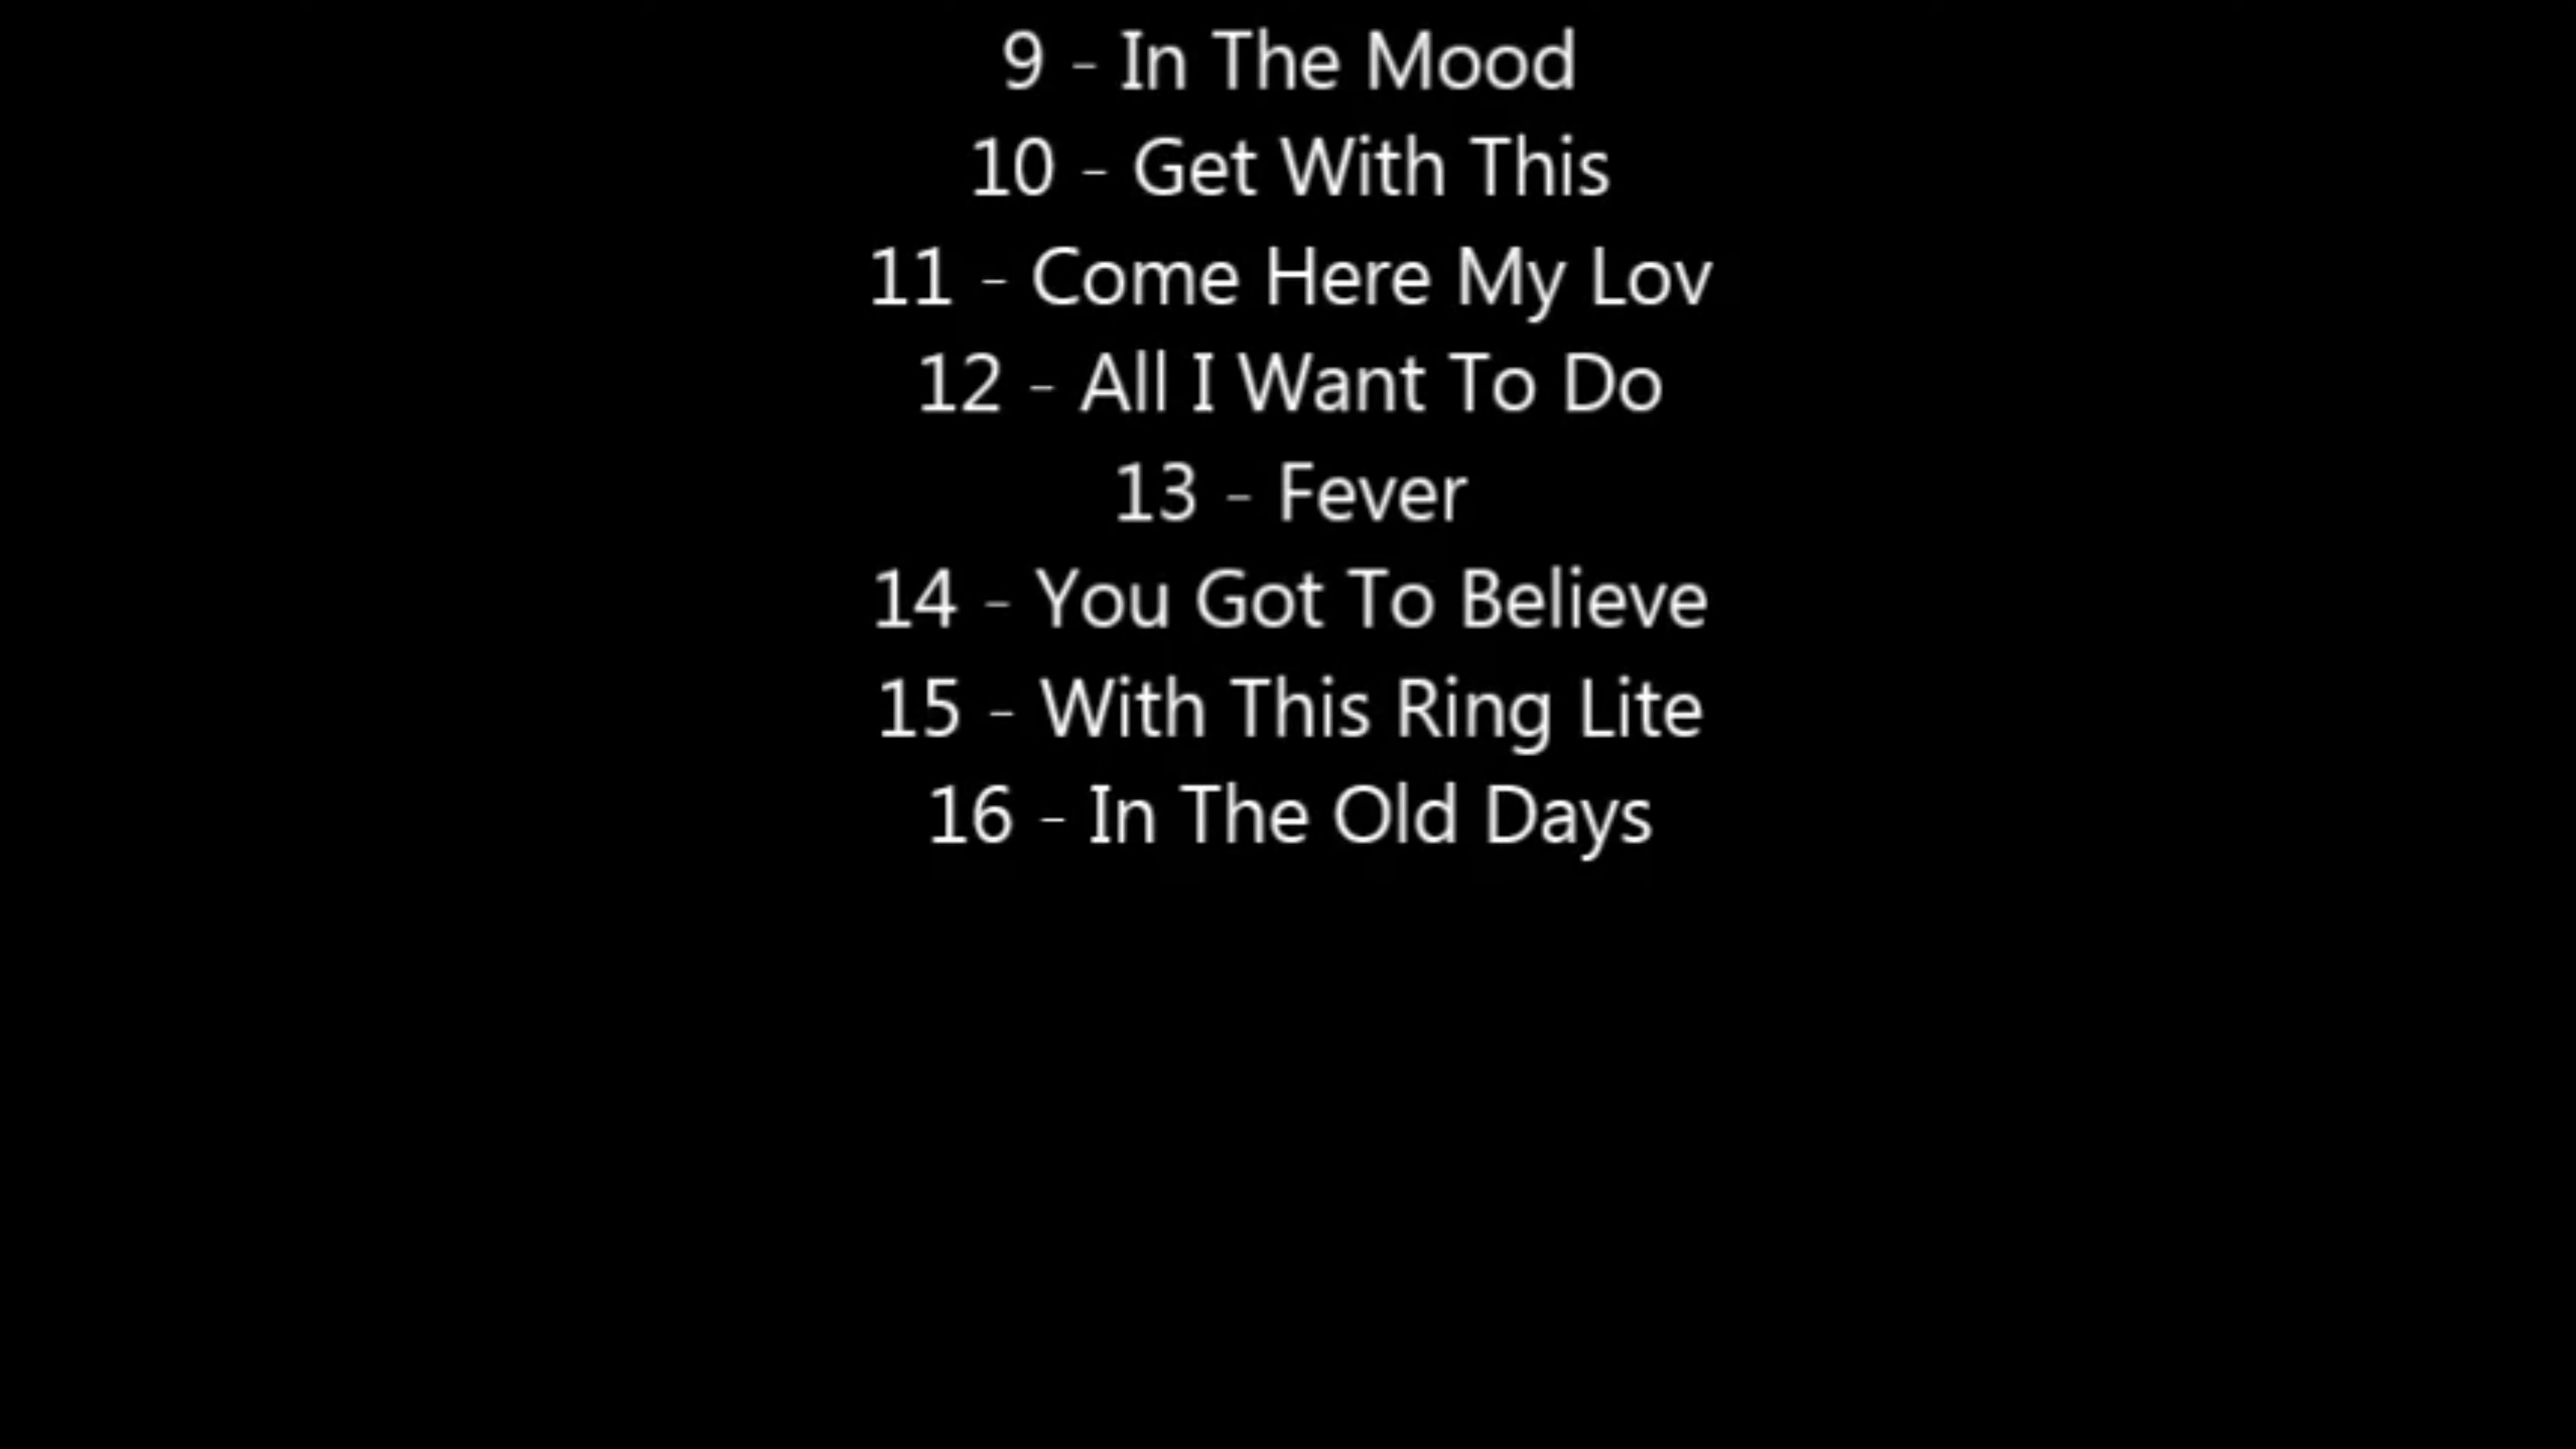 9 - In The Mood
10 - Get With This
11 - Come Here My Lov
12 - All I Want To Do
13 - Fever
14 - You Got To Believe
15 - With This Ring Lite
16 - In The Old Days